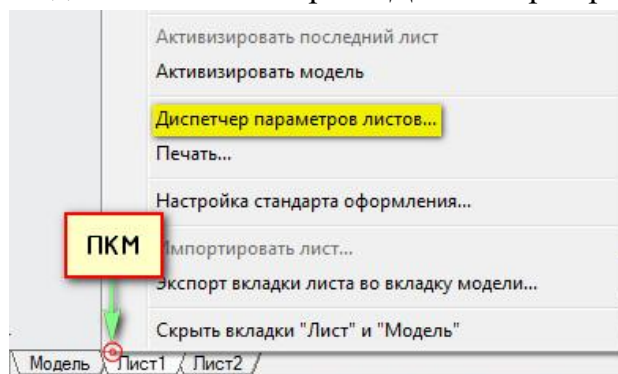 Активизировать последний лист
Активизировать модель
Диспетчер параметров листов...
Печать...
Настройка стандарта оформления...
ПКМ
Импортировать лист...
Экспорт вкладки листа во вкладку модели...
Скрыть вкладки "Лист" и "Модель"
Модель / Лист1 / Лист2 /